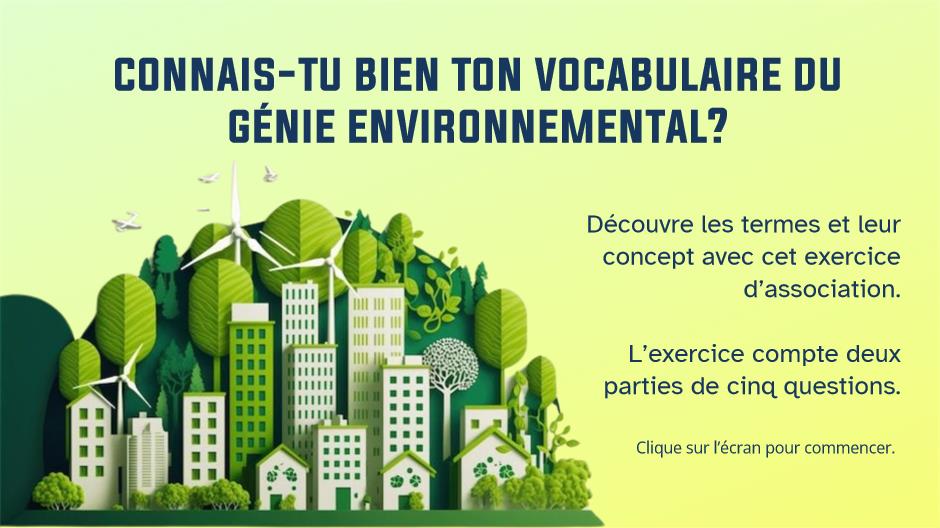 CONNAIS-TU BIEN TON VOCABULAIRE DU
GÉNIE ENVIRONNEMENTAL?
Découvre les termes et leur
concept avec cet exercice
d'association.
L'exercice compte deux
parties de cinq questions.
Clique sur l'écran pour commencer.